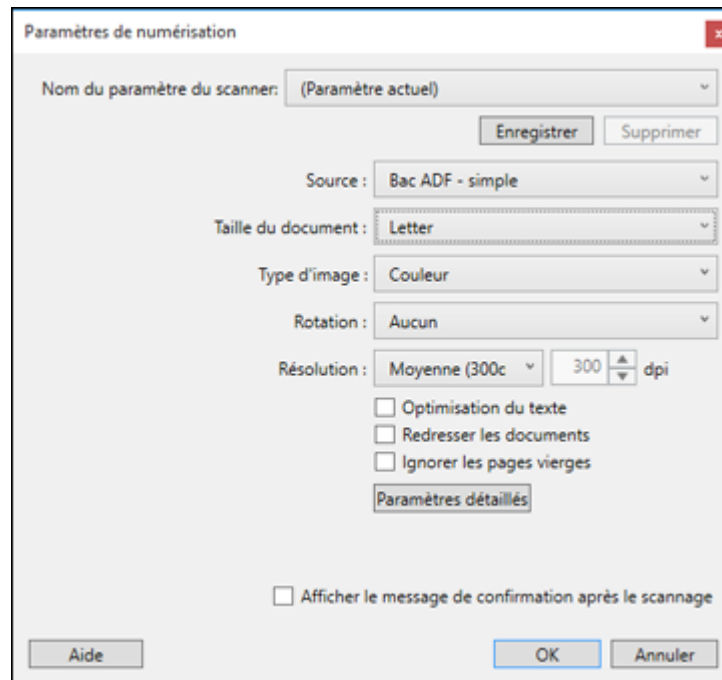 Paramètres de numérisation
x
Nom du paramètre du scanner: (Paramètre actuel)
Enregistrer Supprimer
Source : Bac ADF - simple
Taille du document : Letter
Type d'image : Couleur
Rotation : Aucun
Résolution : Moyenne (300c 300 dpi
Optimisation du texte
Redresser les documents
Ignorer les pages vierges
Paramètres détaillés
Afficher le message de confirmation après le scannage
Aide OK Annuler